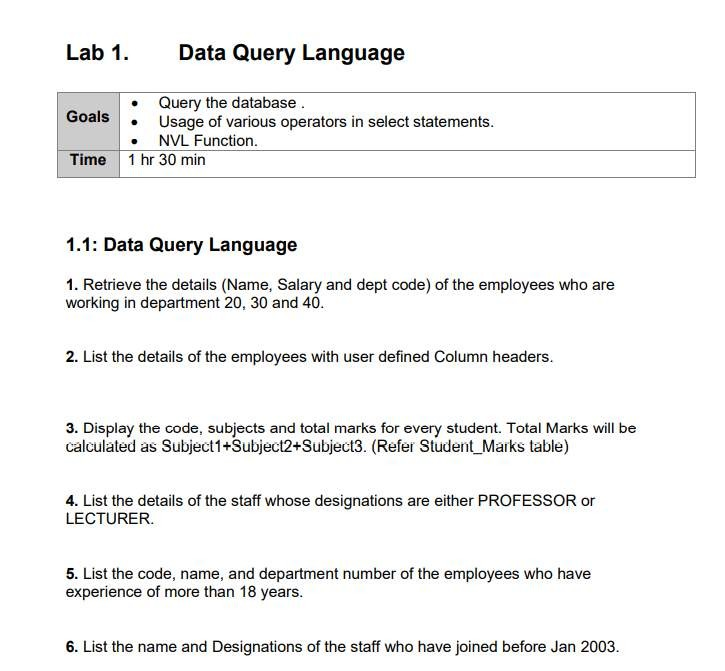 Lab 1. Data Query Language
Goals
• Query the database .
• Usage of various operators in select statements.
• NVL Function.
Time 1 hr 30 min
1.1: Data Query Language
1. Retrieve the details (Name, Salary and dept code) of the employees who are
working in department 20, 30 and 40.
2. List the details of the employees with user defined Column headers.
3. Display the code, subjects and total marks for every student. Total Marks will be
calculated as Subject1+Subject2+Subject3. (Refer Student_Marks table)
4. List the details of the staff whose designations are either PROFESSOR or
LECTURER.
5. List the code, name, and department number of the employees who have
experience of more than 18 years.
6. List the name and Designations of the staff who have joined before Jan 2003.